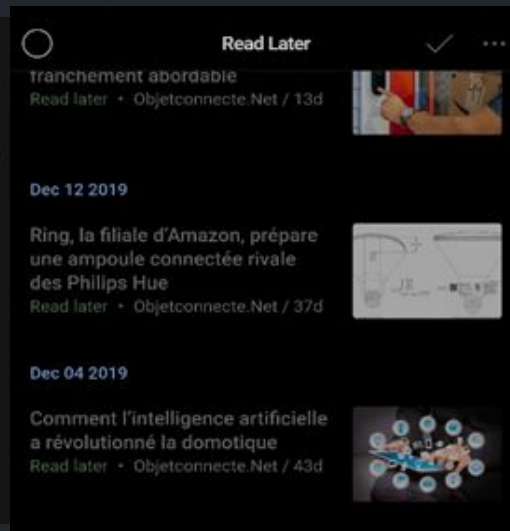 Read Later
franchement abordable
Read later • Objetconnecte.Net / 13d
Dec 12 2019
Ring, la filiale d'Amazon, prépare
une ampoule connectée rivale
des Philips Hue
Read later • Objetconnecte.Net / 37d
Dec 04 2019
Comment l'intelligence artificielle
a révolutionné la domotique
Read later • Objetconnecte.Net / 43d